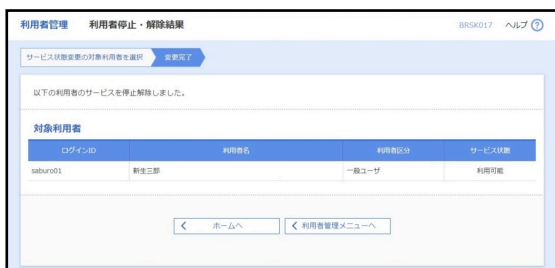 利用者管理 利用者停止・解除結果 BRSK017 ヘルプ ?
サービス状態変更の対象利用者を選択 変更完了
以下の利用者のサービスを停止解除しました。
対象利用者
ログインID 利用者名 利用者区分 サービス状態
saburo01 新生三郎 一般ユーザ 利用可能
ホームへ 利用者管理メニューへ